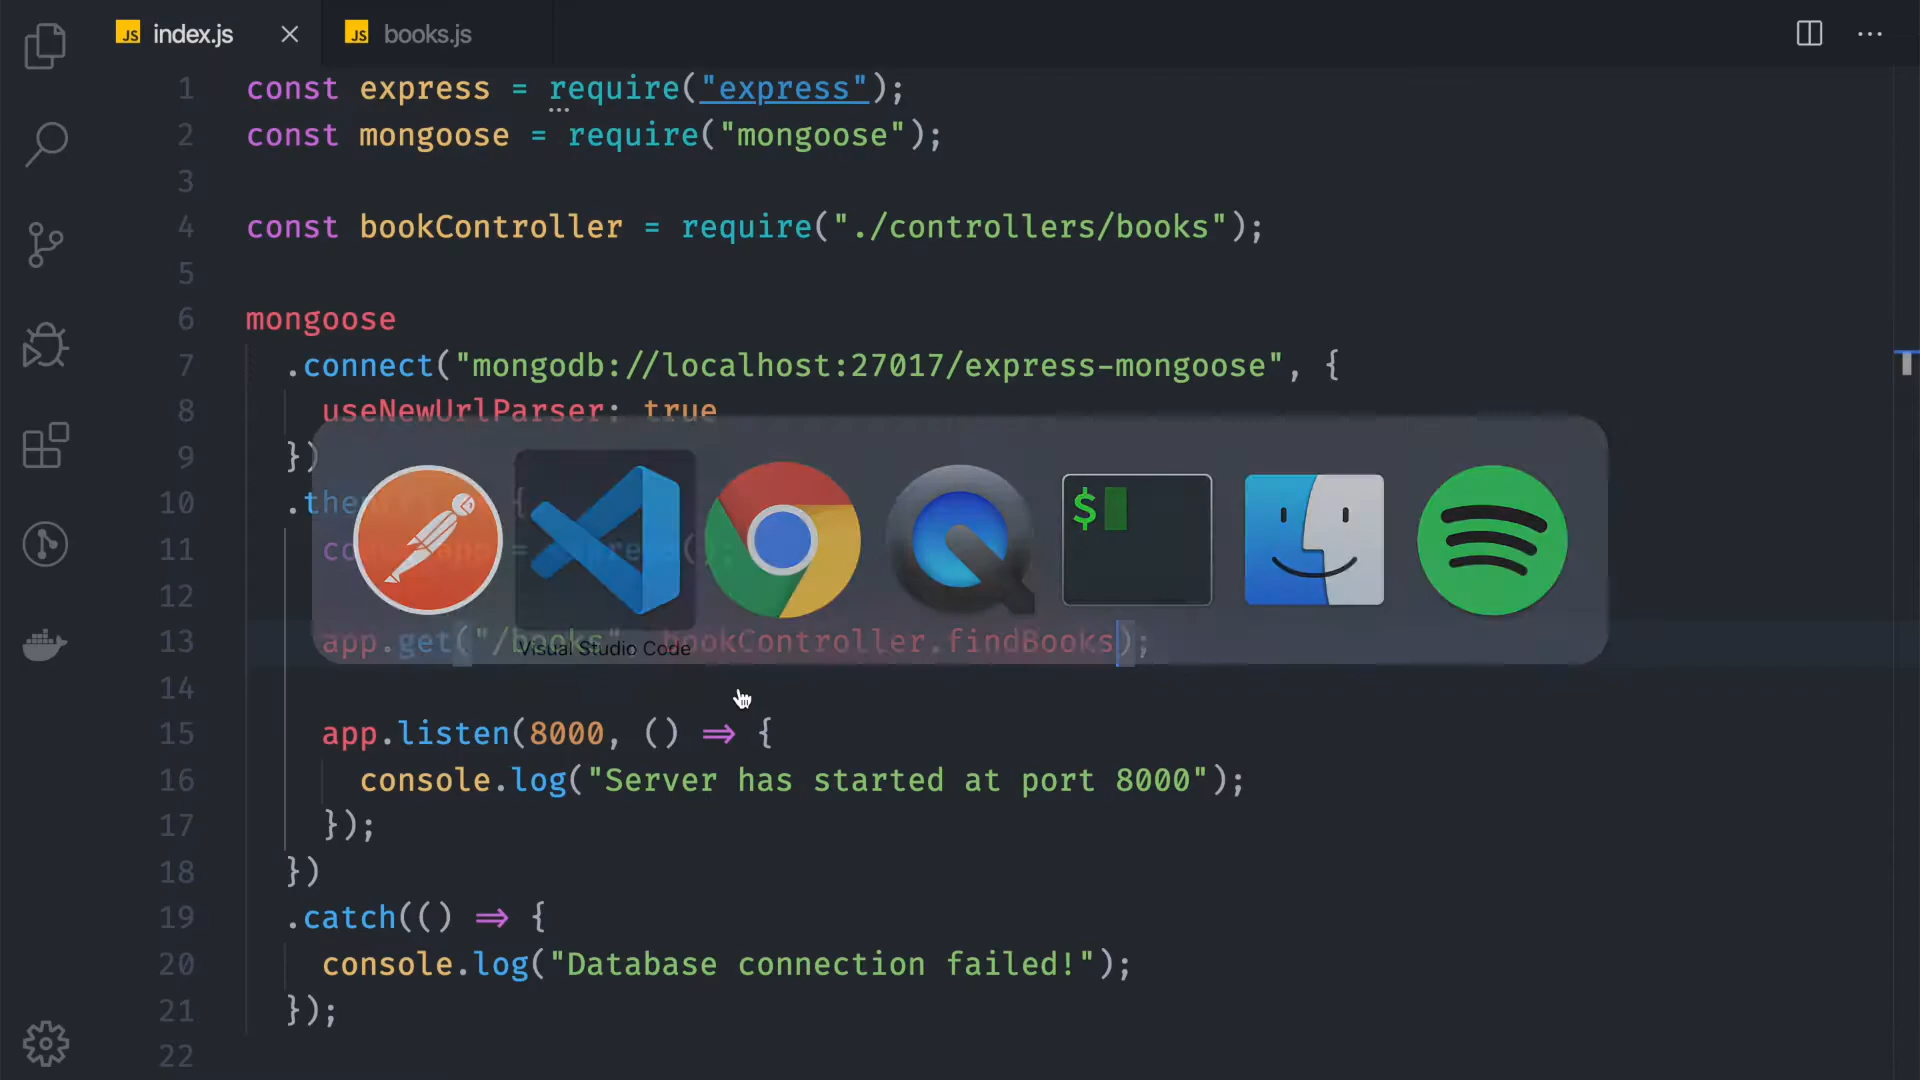 JS index.js
JS books.js
1 const express = require("express");
2 const mongoose = require("mongoose");
3
4 const bookController = require("./controllers/books");
5
6 mongoose
7 .connect("mongodb://localhost:27017/express-mongoose", {
8 useNewUrlParser: true
9 })
10 .the {
11 =
12
13 app.get("/books", bookController.findBooks);
Visual Studio Code
$
14
15 app.listen(8000, () => {
16 console.log("Server has started at port 8000");
17 });
18 })
19 .catch(() => {
20 console.log("Database connection failed!");
21 });
22